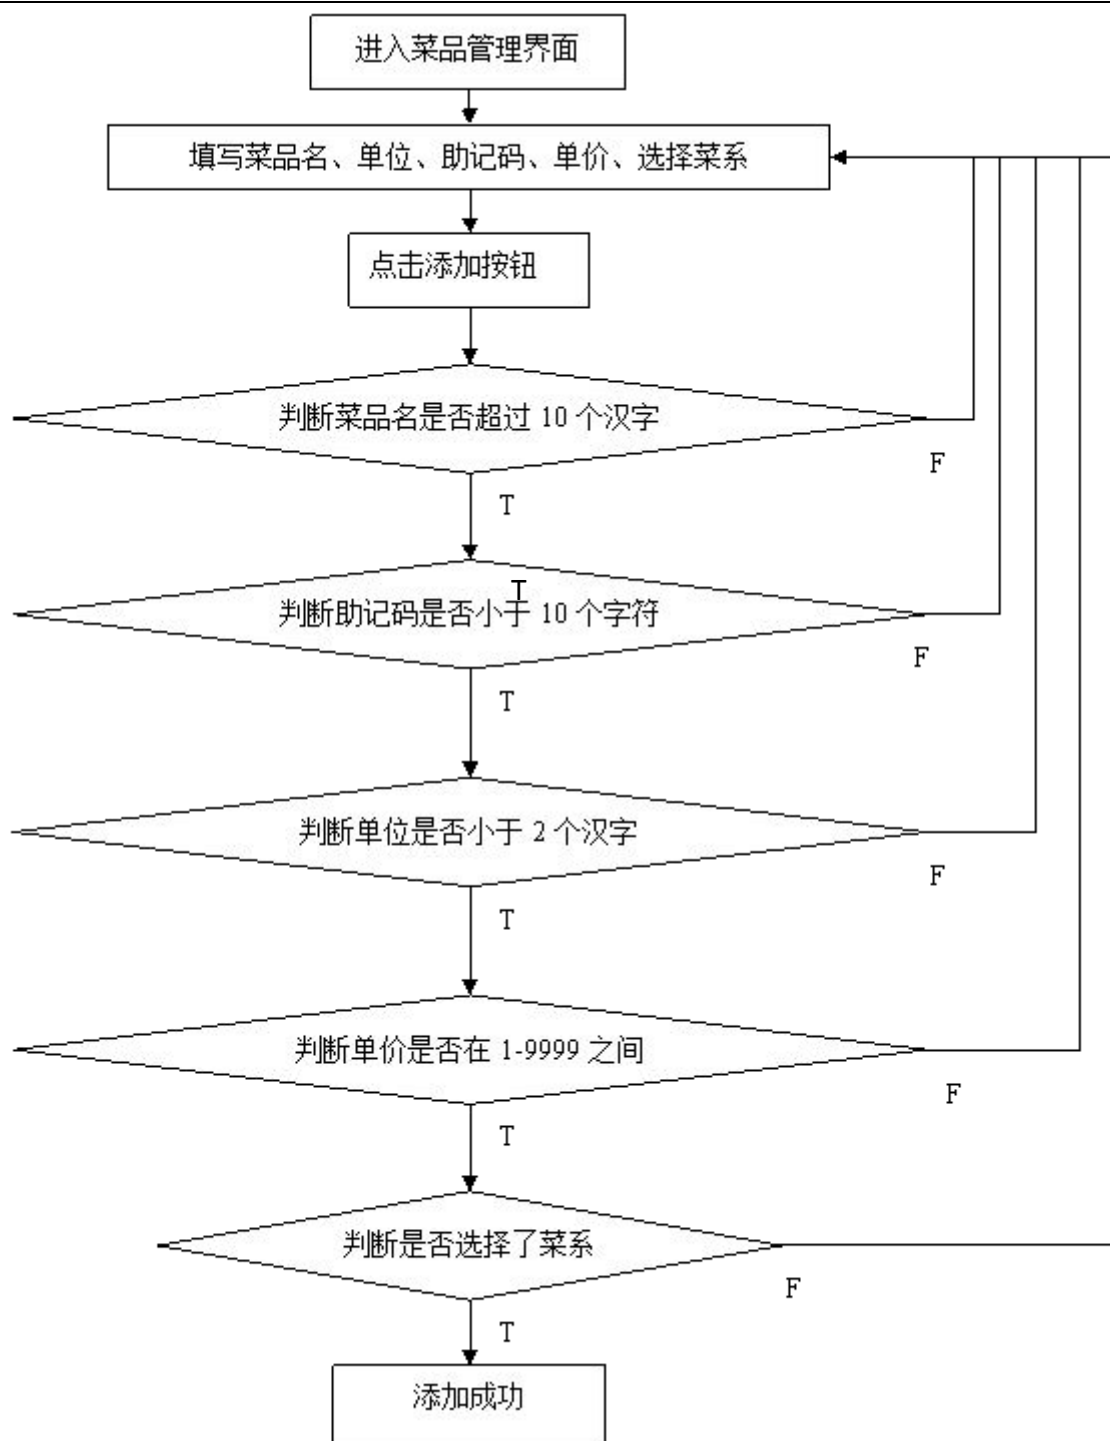 进入菜品管理界面
填写菜品名、单位、助记码、单价、选择菜系
点击添加按钮
判断菜品名是否超过 10 个汉字
F
T
T
判断助记码是否小于 10 个字符
F
T
判断单位是否小于 2 个汉字
F
T
判断单价是否在 1-9999 之间
F
T
判断是否选择了菜系
F
T
添加成功